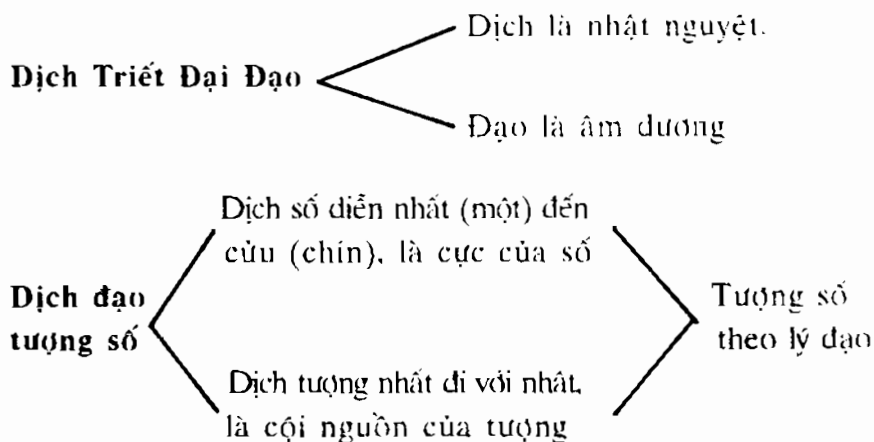 Dịch là nhật nguyệt.
Dịch Triết Đại Đạo
Đạo là âm dương
Dịch số diễn nhất (một) đến
cửu (chín), là cực của số
Dịch đạo
tượng số
Tượng số
theo lý đạo
Dịch tượng nhất đi với nhất,
là cội nguồn của tượng